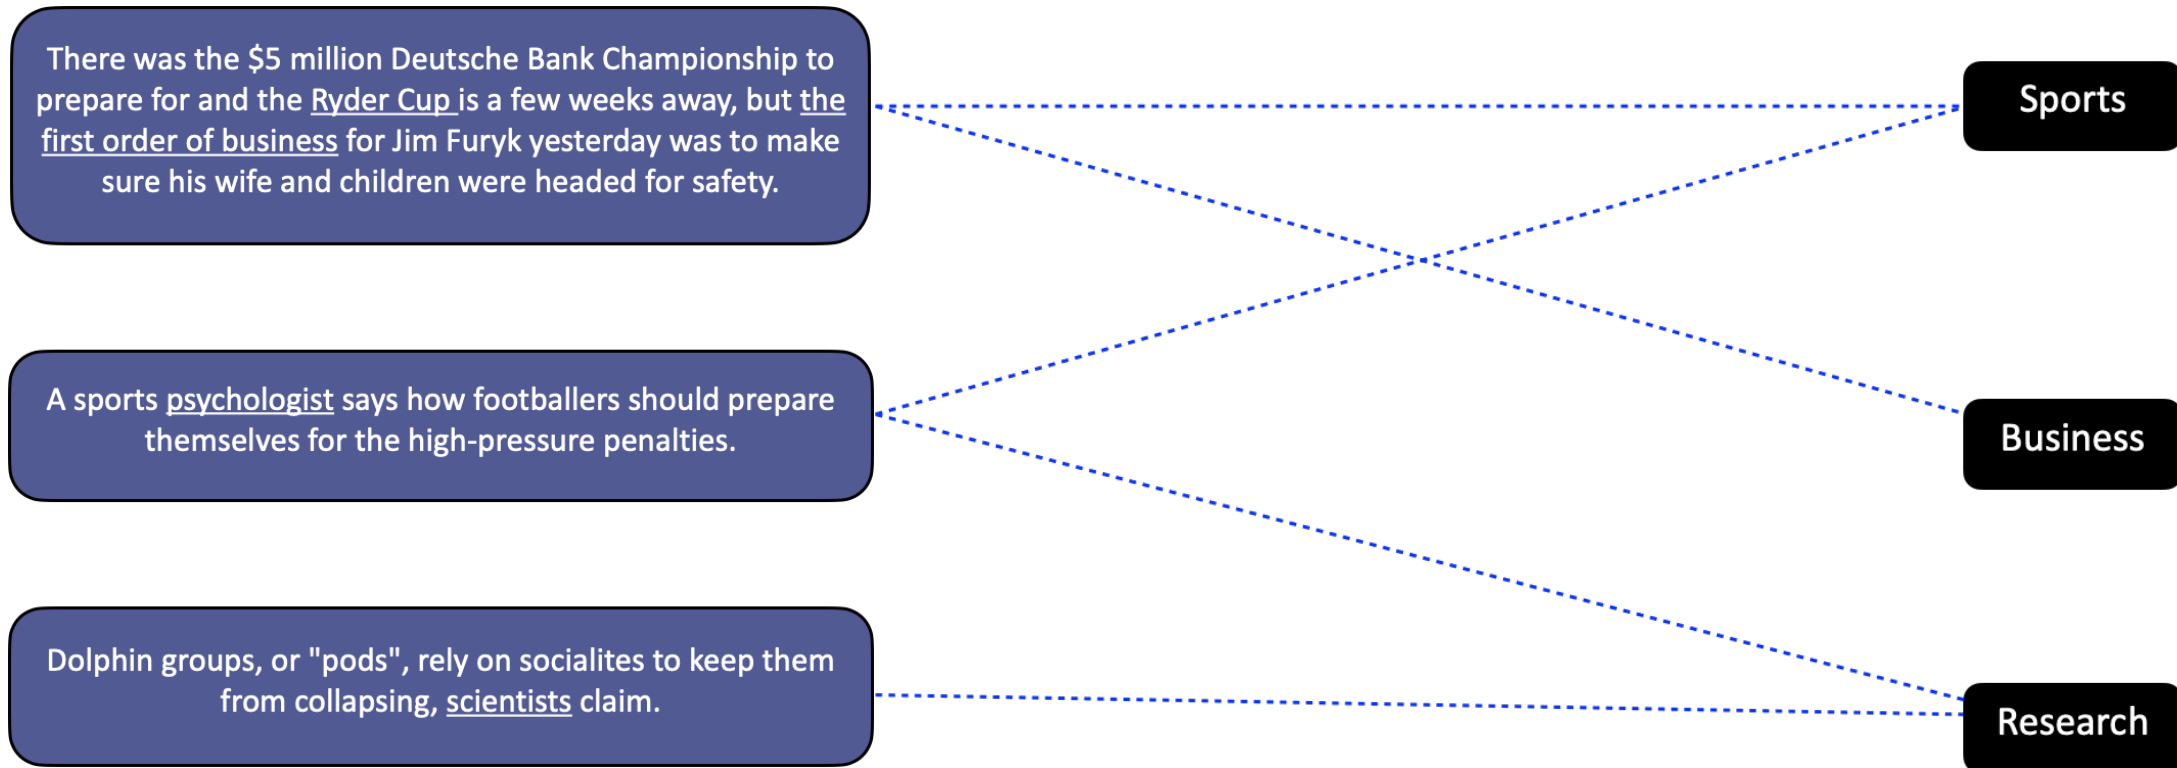 There was the $5 million Deutsche Bank Championship to
prepare for and the Ryder Cup is a few weeks away, but the
first order of business for Jim Furyk yesterday was to make
sure his wife and children were headed for safety.
Sports
A sports psychologist says how footballers should prepare
themselves for the high-pressure penalties.
Business
Dolphin groups, or "pods", rely on socialites to keep them
from collapsing, scientists claim.
Research